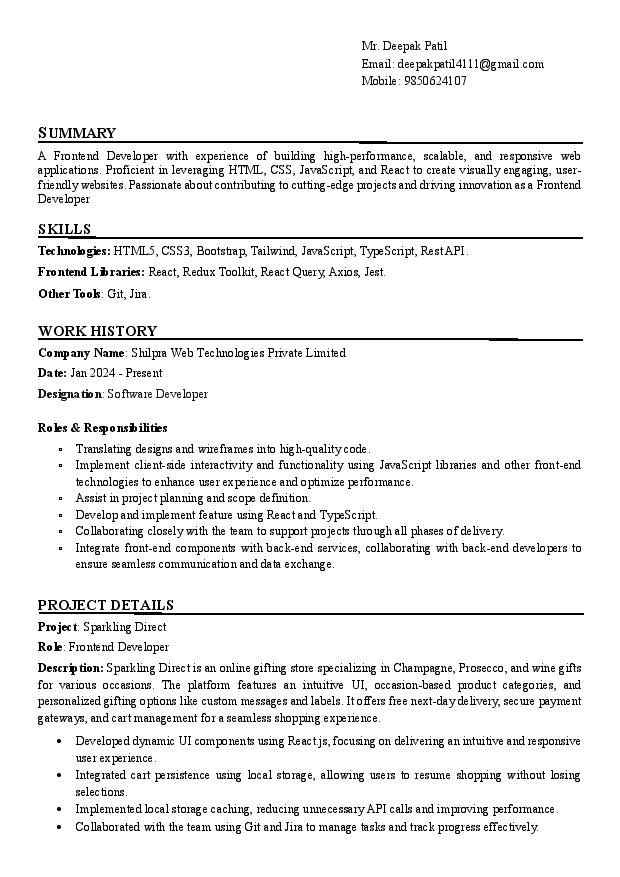 Mr. Deepak Patil
Email: deepakpatil4111@gmail.com
Mobile: 9850624107
SUMMARY
A Frontend Developer with experience of building high-performance, scalable, and responsive web
applications. Proficient in leveraging HTML, CSS, JavaScript, and React to create visually engaging, user-
friendly websites. Passionate about contributing to cutting-edge projects and driving innovation as a Frontend
Developer
SKILLS
Technologies: HTML5, CSS3, Bootstrap, Tailwind, JavaScript, TypeScript, RestAPI.
Frontend Libraries: React, Redux Toolkit, React Query, Axios, Jest.
Other Tools: Git, Jira.
WORK HISTORY
Company Name: Shilpra Web Technologies Private Limited
Date: Jan 2024 - Present
Designation: Software Developer
Roles & Responsibilities
▫ Translating designs and wireframes into high-quality code.
▫ Implement client-side interactivity and functionality using JavaScript libraries and other front-end
technologies to enhance user experience and optimize performance.
▫ Assist in project planning and scope definition.
▫ Develop and implement feature using React and TypeScript.
▫ Collaborating closely with the team to support projects through all phases of delivery.
▫ Integrate front-end components with back-end services, collaborating with back-end developers to
ensure seamless communication and data exchange.
PROJECT DETAILS
Project: Sparkling Direct
Role: Frontend Developer
Description: Sparkling Direct is an online gifting store specializing in Champagne, Prosecco, and wine gifts
for various occasions. The platform features an intuitive UI, occasion-based product categories, and
personalized gifting options like custom messages and labels. It offers free next-day delivery, secure payment
gateways, and cart management for a seamless shopping experience.
• Developed dynamic UI components using React.js, focusing on delivering an intuitive and responsive
user experience.
• Integrated cart persistence using local storage, allowing users to resume shopping without losing
selections.
• Implemented local storage caching, reducing unnecessary API calls and improving performance.
• Collaborated with the team using Git and Jira to manage tasks and track progress effectively.